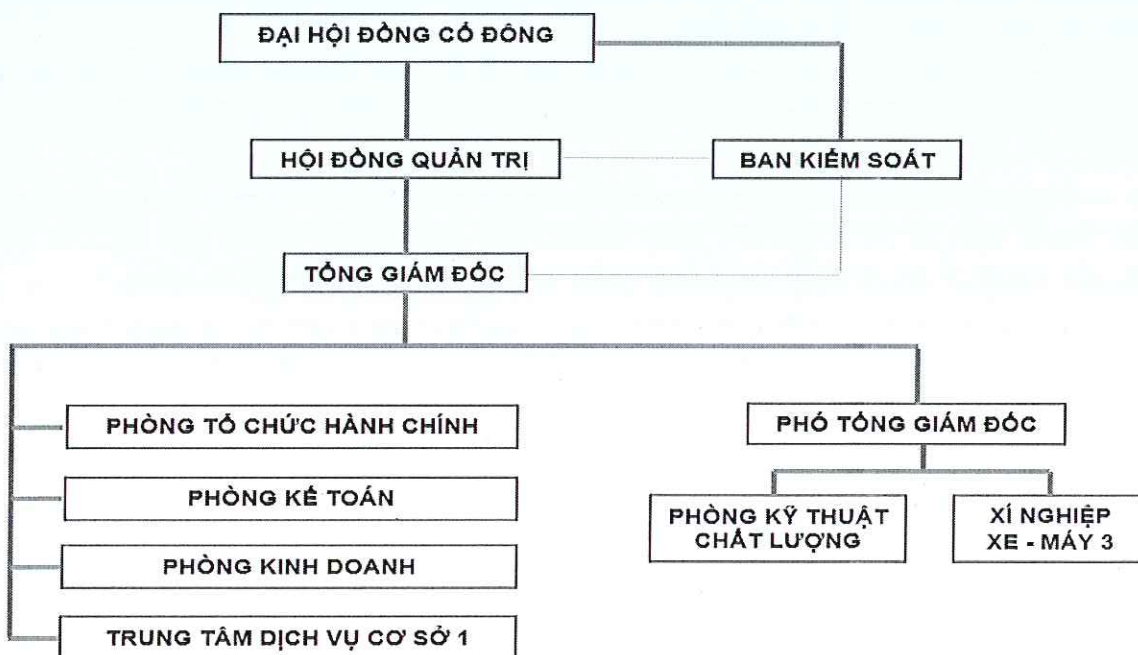 ĐẠI HỘI ĐỒNG CỔ ĐÔNG
HỘI ĐỒNG QUẢN TRỊ
BAN KIỂM SOÁT
TỔNG GIÁM ĐỐC
PHÒNG TỔ CHỨC HÀNH CHÍNH
PHÓ TỔNG GIÁM ĐỐC
PHÒNG KẾ TOÁN
PHÒNG KỸ THUẬT
CHẤT LƯỢNG
XÍ NGHIỆP
XE - MÁY 3
PHÒNG KINH DOANH
TRUNG TÂM DỊCH VỤ CƠ SỞ 1